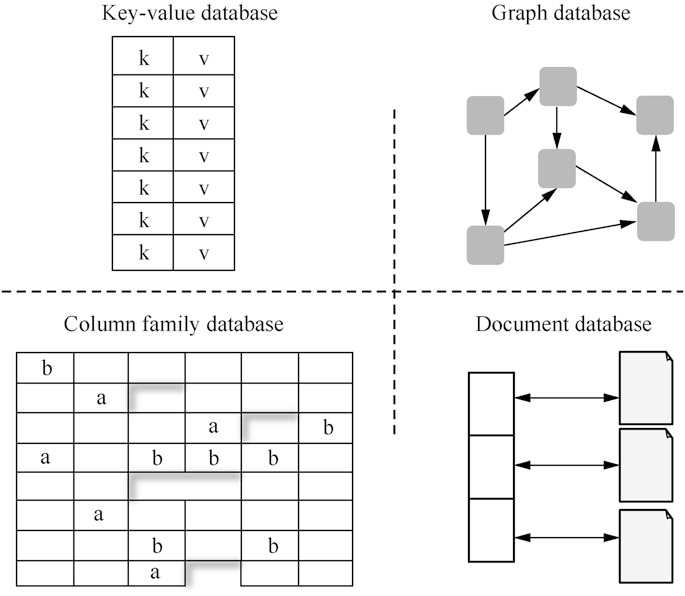 Key-value database
k v
k v
k v
k v
k v
k v
k v
Graph database
Column family database
b
a
a b
a b b b
a
b b
a
Document database